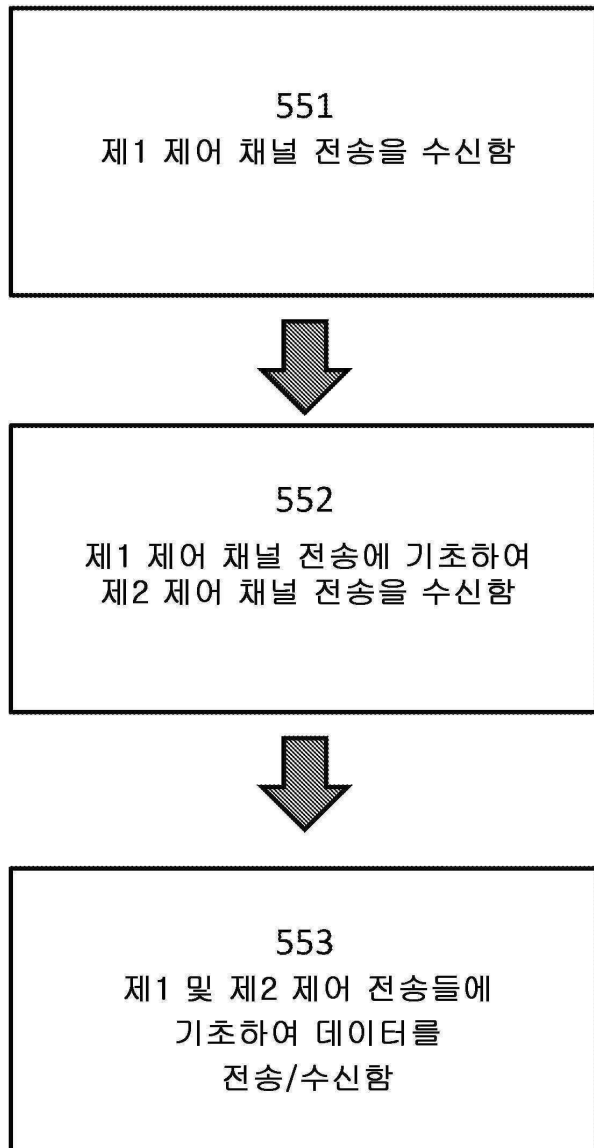 551
제1 제어 채널 전송을 수신함
552
제1 제어 채널 전송에 기초하여
제2 제어 채널 전송을 수신함
553
제1 및 제2 제어 전송들에
기초하여 데이터를
전송/수신함